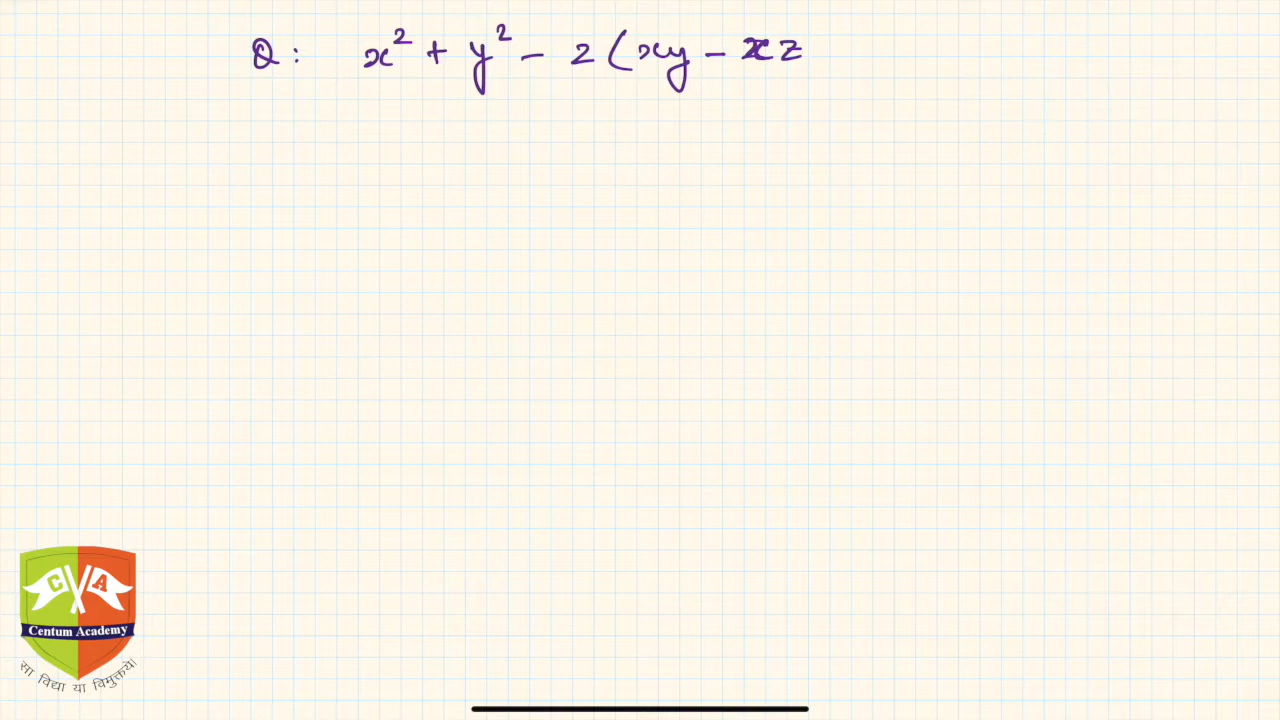 Q: x² + y² - 2 (xy - xz
C A
Centum Academy
सा विद्या या विमुक्तये